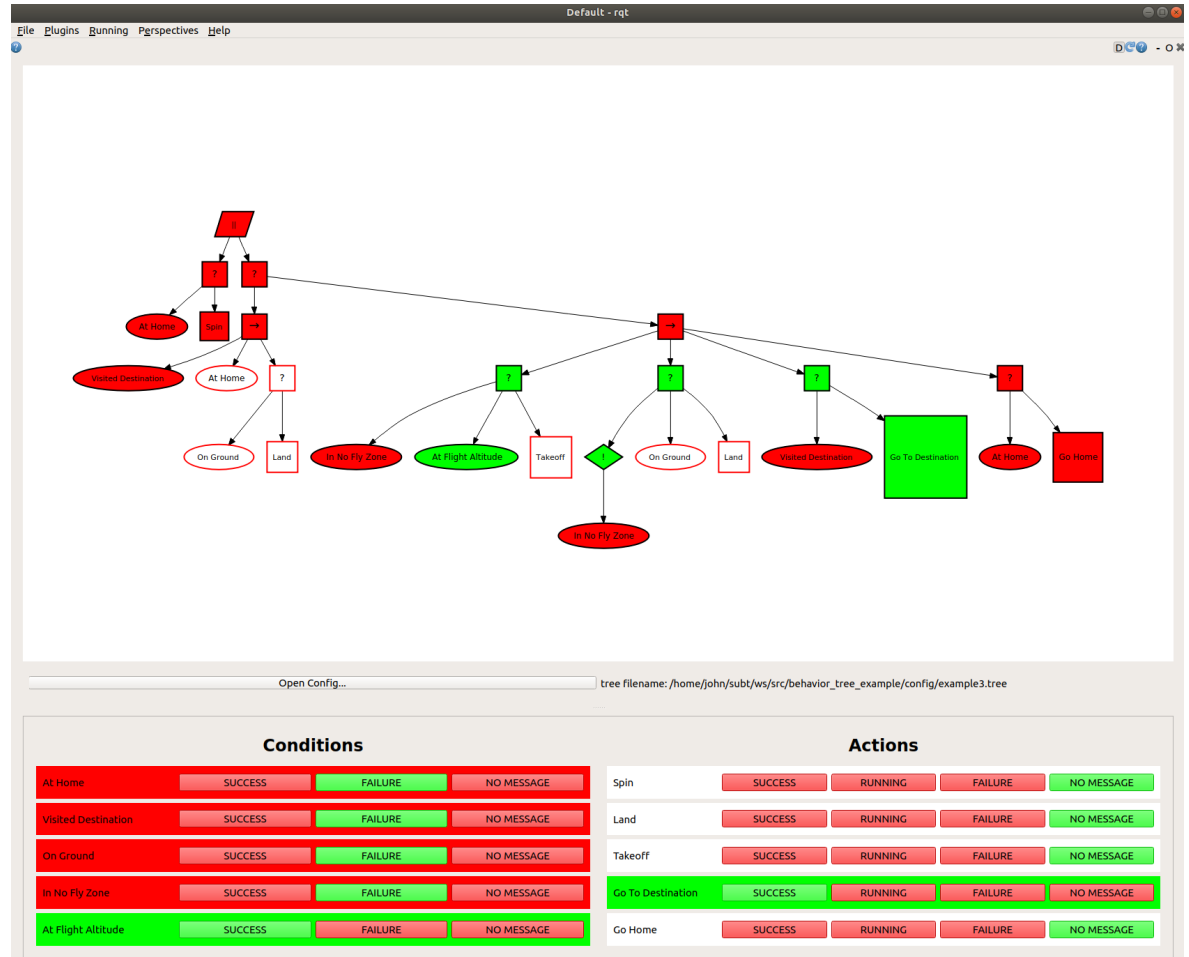 Default - rqt
File Plugins Running Perspectives Help
D - O
||
? ?
At Home Spin → →
Visited Destination At Home ? ? ? ? ?
On Ground Land In No Fly Zone At Flight Altitude Takeoff ! On Ground Land Visited Destination Go To Destination At Home Go Home
In No Fly Zone
Open Config... tree filename: /home/john/subt/ws/src/behavior_tree_example/config/example3.tree
Conditions Actions
At Home SUCCESS FAILURE NO MESSAGE Spin SUCCESS RUNNING FAILURE NO MESSAGE
Visited Destination SUCCESS FAILURE NO MESSAGE Land SUCCESS RUNNING FAILURE NO MESSAGE
On Ground SUCCESS FAILURE NO MESSAGE Takeoff SUCCESS RUNNING FAILURE NO MESSAGE
In No Fly Zone SUCCESS FAILURE NO MESSAGE Go To Destination SUCCESS RUNNING FAILURE NO MESSAGE
At Flight Altitude SUCCESS FAILURE NO MESSAGE Go Home SUCCESS RUNNING FAILURE NO MESSAGE